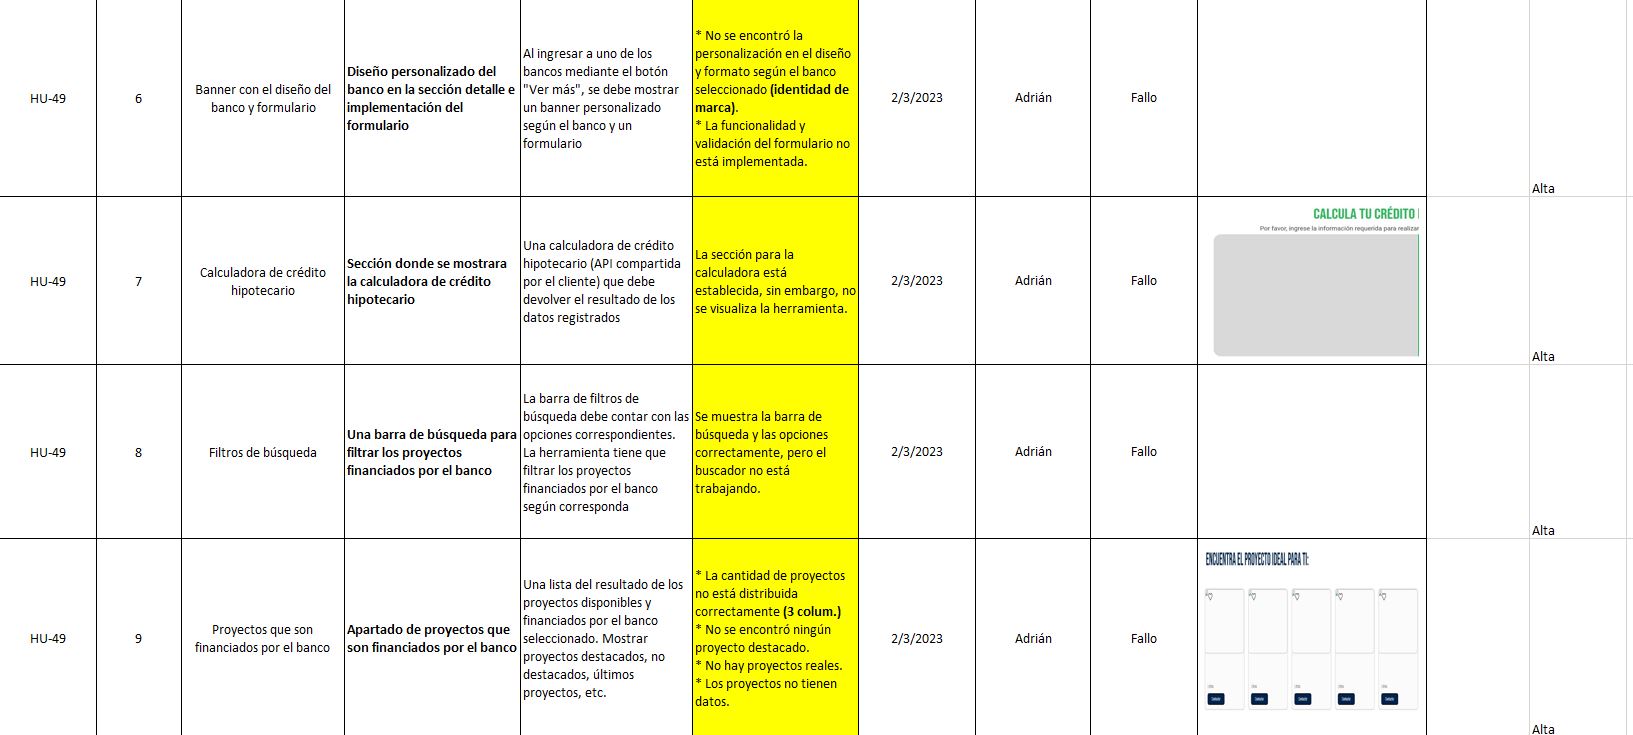 HU-49
6
Banner con el diseño del
banco y formulario
Diseño personalizado del
banco en la sección detalle e
implementación del
formulario
Al ingresar a uno de los
bancos mediante el botón
"Ver más", se debe mostrar
un banner personalizado
según el banco y un
formulario
* No se encontró la
personalización en el diseño
y formato según el banco
seleccionado (identidad de
marca).
* La funcionalidad y
validación del formulario no
está implementada.
2/3/2023
Adrián
Fallo
Alta
HU-49
7
Calculadora de crédito
hipotecario
Sección donde se mostrara
la calculadora de crédito
hipotecario
Una calculadora de crédito
hipotecario (API compartida
por el cliente) que debe
devolver el resultado de los
datos registrados
La sección para la
calculadora está
establecida, sin embargo, no
se visualiza la herramienta.
2/3/2023
Adrián
Fallo
CALCULA TU CRÉDITO
Por favor, ingrese la información requerida para realizar
Alta
HU-49
8
Filtros de búsqueda
Una barra de búsqueda para
filtrar los proyectos
financiados por el banco
La barra de filtros de
búsqueda debe contar con las
opciones correspondientes.
La herramienta tiene que
filtrar los proyectos
financiados por el banco
según corresponda
Se muestra la barra de
búsqueda y las opciones
correctamente, pero el
buscador no está
trabajando.
2/3/2023
Adrián
Fallo
Alta
HU-49
9
Proyectos que son
financiados por el banco
Apartado de proyectos que
son financiados por el banco
Una lista del resultado de los
proyectos disponibles y
financiados por el banco
seleccionado. Mostrar
proyectos destacados, no
destacados, últimos
proyectos, etc.
* La cantidad de proyectos
no está distribuida
correctamente (3 colum.)
* No se encontró ningún
proyecto destacado.
* No hay proyectos reales.
* Los proyectos no tienen
datos.
2/3/2023
Adrián
Fallo
ENCUENTRA EL PROYECTO IDEAL PARA TI:
Alta